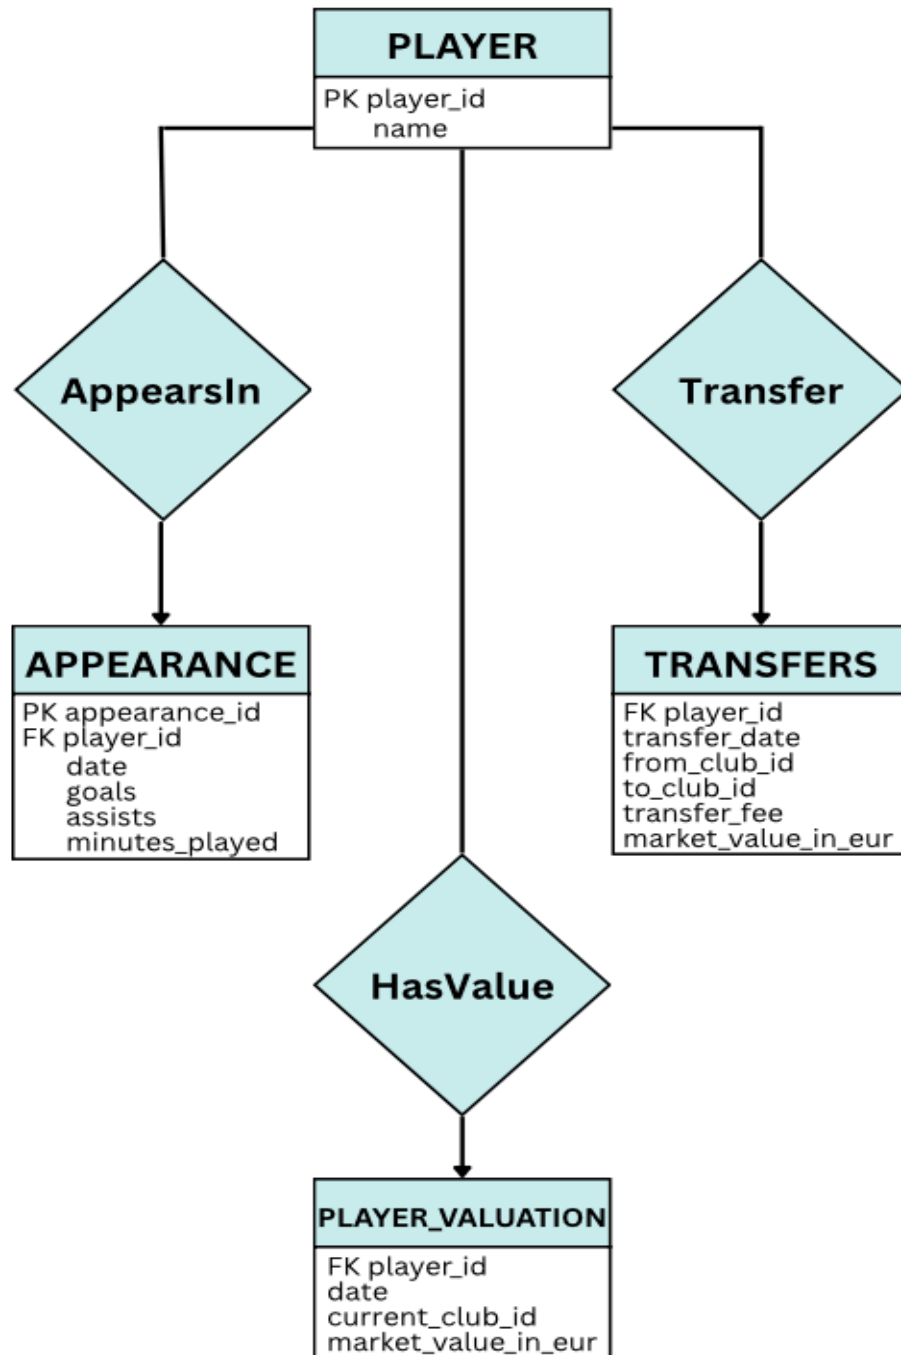 PLAYER
PK player_id
name
AppearsIn
Transfer
APPEARANCE
PK appearance_id
FK player_id
date
goals
assists
minutes_played
TRANSFERS
FK player_id
transfer_date
from_club_id
to_club_id
transfer_fee
market_value_in_eur
HasValue
PLAYER_VALUATION
FK player_id
date
current_club_id
market_value_in_eur